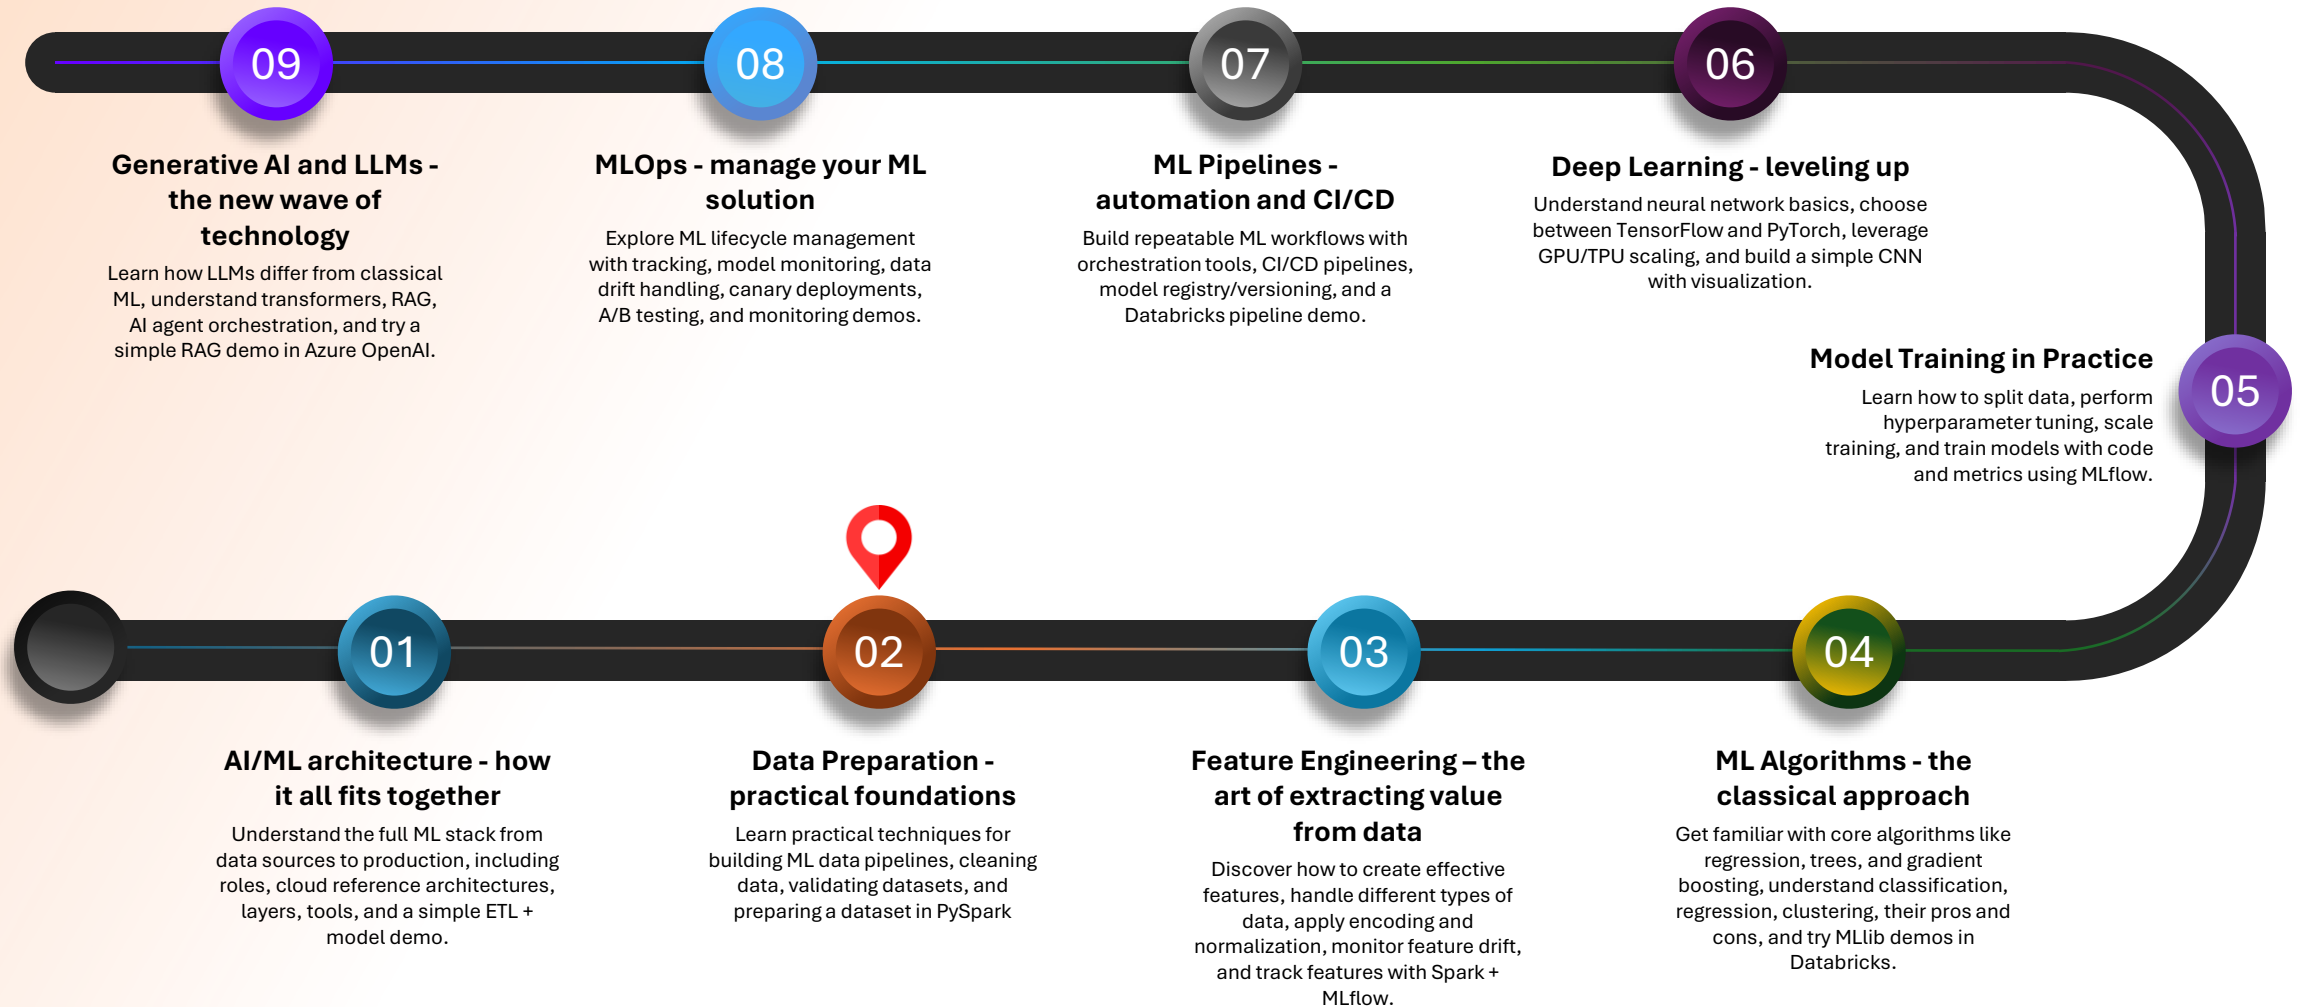 09
08
07
06
Generative AI and LLMs -
the new wave of
technology
Learn how LLMs differ from classical
ML, understand transformers, RAG,
AI agent orchestration, and try a
simple RAG demo in Azure OpenAI.
MLOps - manage your ML
solution
Explore ML lifecycle management
with tracking, model monitoring, data
drift handling, canary deployments,
A/B testing, and monitoring demos.
ML Pipelines -
automation and CI/CD
Build repeatable ML workflows with
orchestration tools, CI/CD pipelines,
model registry/versioning, and a
Databricks pipeline demo.
Deep Learning - leveling up
Understand neural network basics, choose
between TensorFlow and PyTorch, leverage
GPU/TPU scaling, and build a simple CNN
with visualization.
05
Model Training in Practice
Learn how to split data, perform
hyperparameter tuning, scale
training, and train models with code
and metrics using MLflow.
01
02
03
04
AI/ML architecture - how
it all fits together
Understand the full ML stack from
data sources to production, including
roles, cloud reference architectures,
layers, tools, and a simple ETL +
model demo.
Data Preparation -
practical foundations
Learn practical techniques for
building ML data pipelines, cleaning
data, validating datasets, and
preparing a dataset in PySpark
Feature Engineering – the
art of extracting value
from data
Discover how to create effective
features, handle different types of
data, apply encoding and
normalization, monitor feature drift,
and track features with Spark +
MLflow.
ML Algorithms - the
classical approach
Get familiar with core algorithms like
regression, trees, and gradient
boosting, understand classification,
regression, clustering, their pros and
cons, and try MLlib demos in
Databricks.